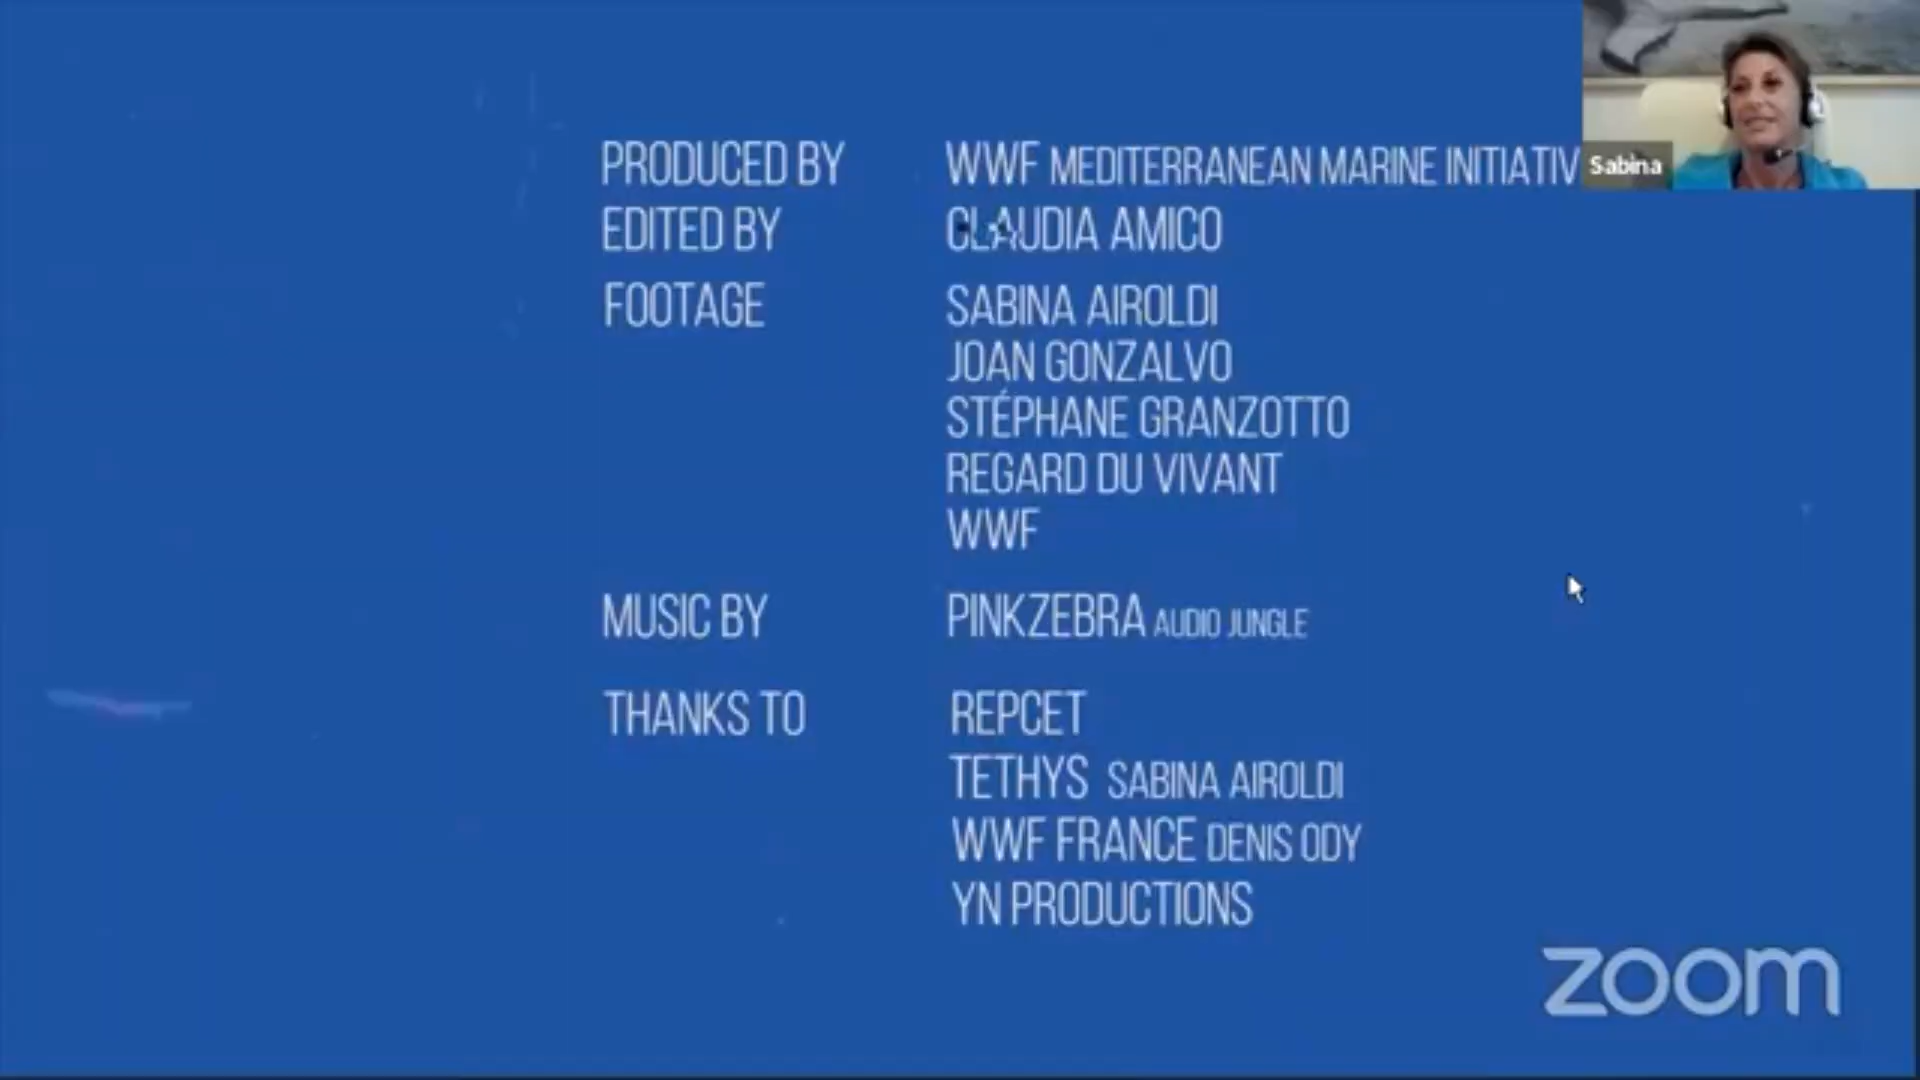 PRODUCED BY WWF MEDITERRANEAN MARINE INITIATIV
Sabina
EDITED BY CLAUDIA AMICO
FOOTAGE SABINA AIROLDI
JOAN GONZALVO
STÉPHANE GRANZOTTO
REGARD DU VIVANT
WWF
MUSIC BY PINKZEBRA AUDIO JUNGLE
THANKS TO REPCET
TETHYS SABINA AIROLDI
WWF FRANCE DENIS ODY
YN PRODUCTIONS
zoom